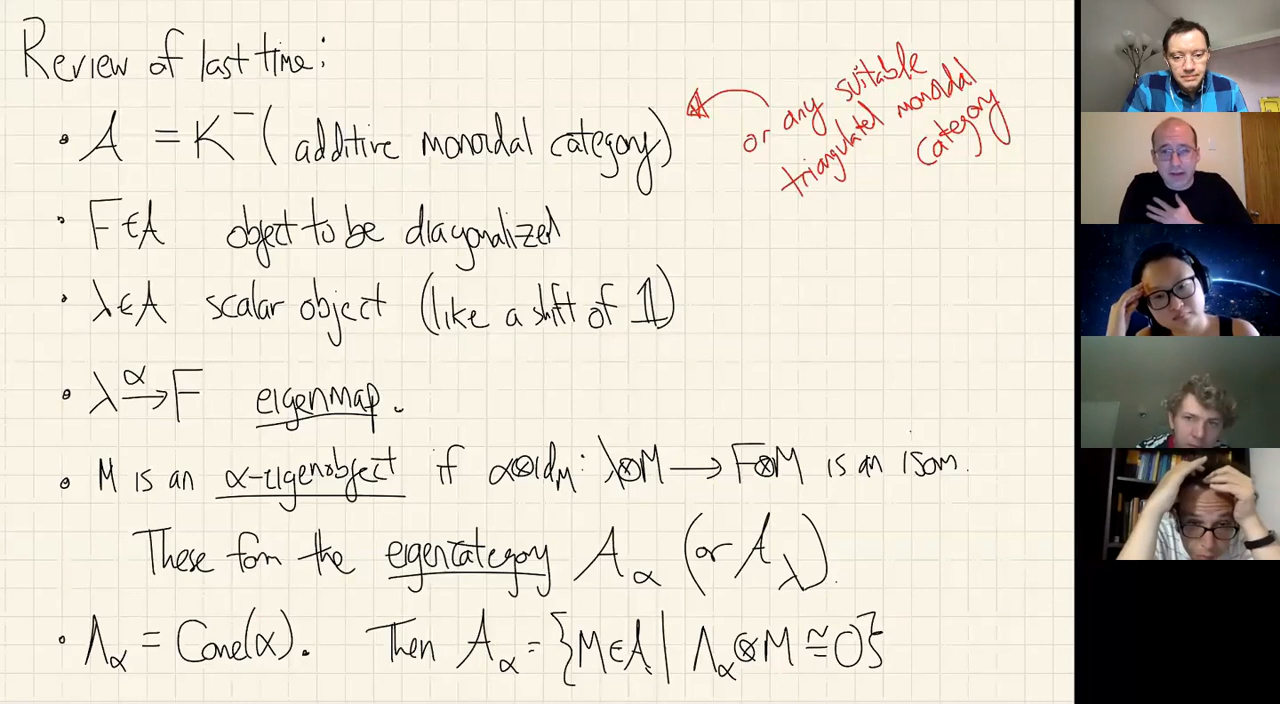 Review of last time:
• A = K⁻(additive monoidal category)
or any suitable
triangulated monoidal
category
• F ∈ A object to be diagonalized
• λ ∈ A scalar object (like a shift of 𝟙)
• λ →α F eigenmap.
• M is an α-eigenobject if α⊗id_M : λ⊗M → F⊗M is an isom.
These form the eigencategory A_α (or A_λ).
• Λ_α = Cone(α). Then A_α = {M ∈ A | Λ_α ⊗ M ≅ 0}